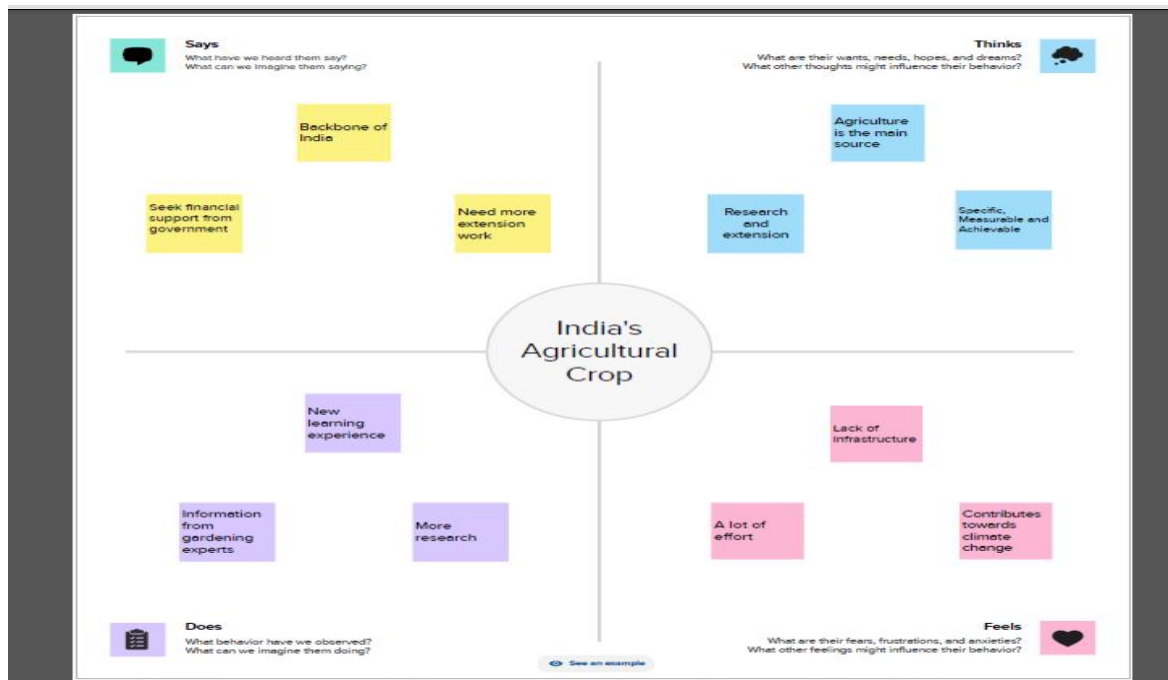 Says
What have we heard them say?
What can we imagine them saying?
Thinks
What are their wants, needs, hopes, and dreams?
What other thoughts might influence their behavior?
Backbone of
India
Seek financial
support from
government
Need more
extension
work
Agriculture
is the main
source
Research
and
extension
Specific,
Measurable and
Achievable
India's
Agricultural
Crop
New
learning
experience
Information
from
gardening
experts
More
research
Lack of
infrastructure
A lot of
effort
Contributes
towards
climate
change
Does
What behavior have we observed?
What can we imagine them doing?
Feels
What are their fears, frustrations, and anxieties?
What other feelings might influence their behavior?
See an example